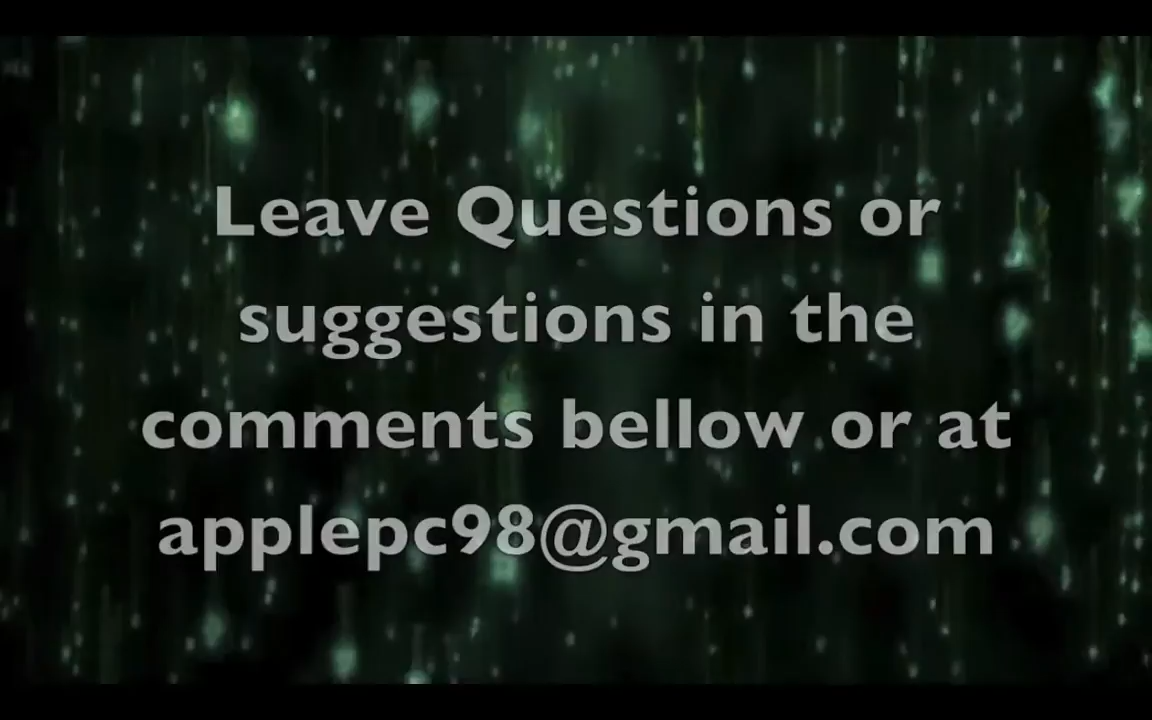 Leave Questions or
suggestions in the
comments bellow or at
applepc98@gmail.com